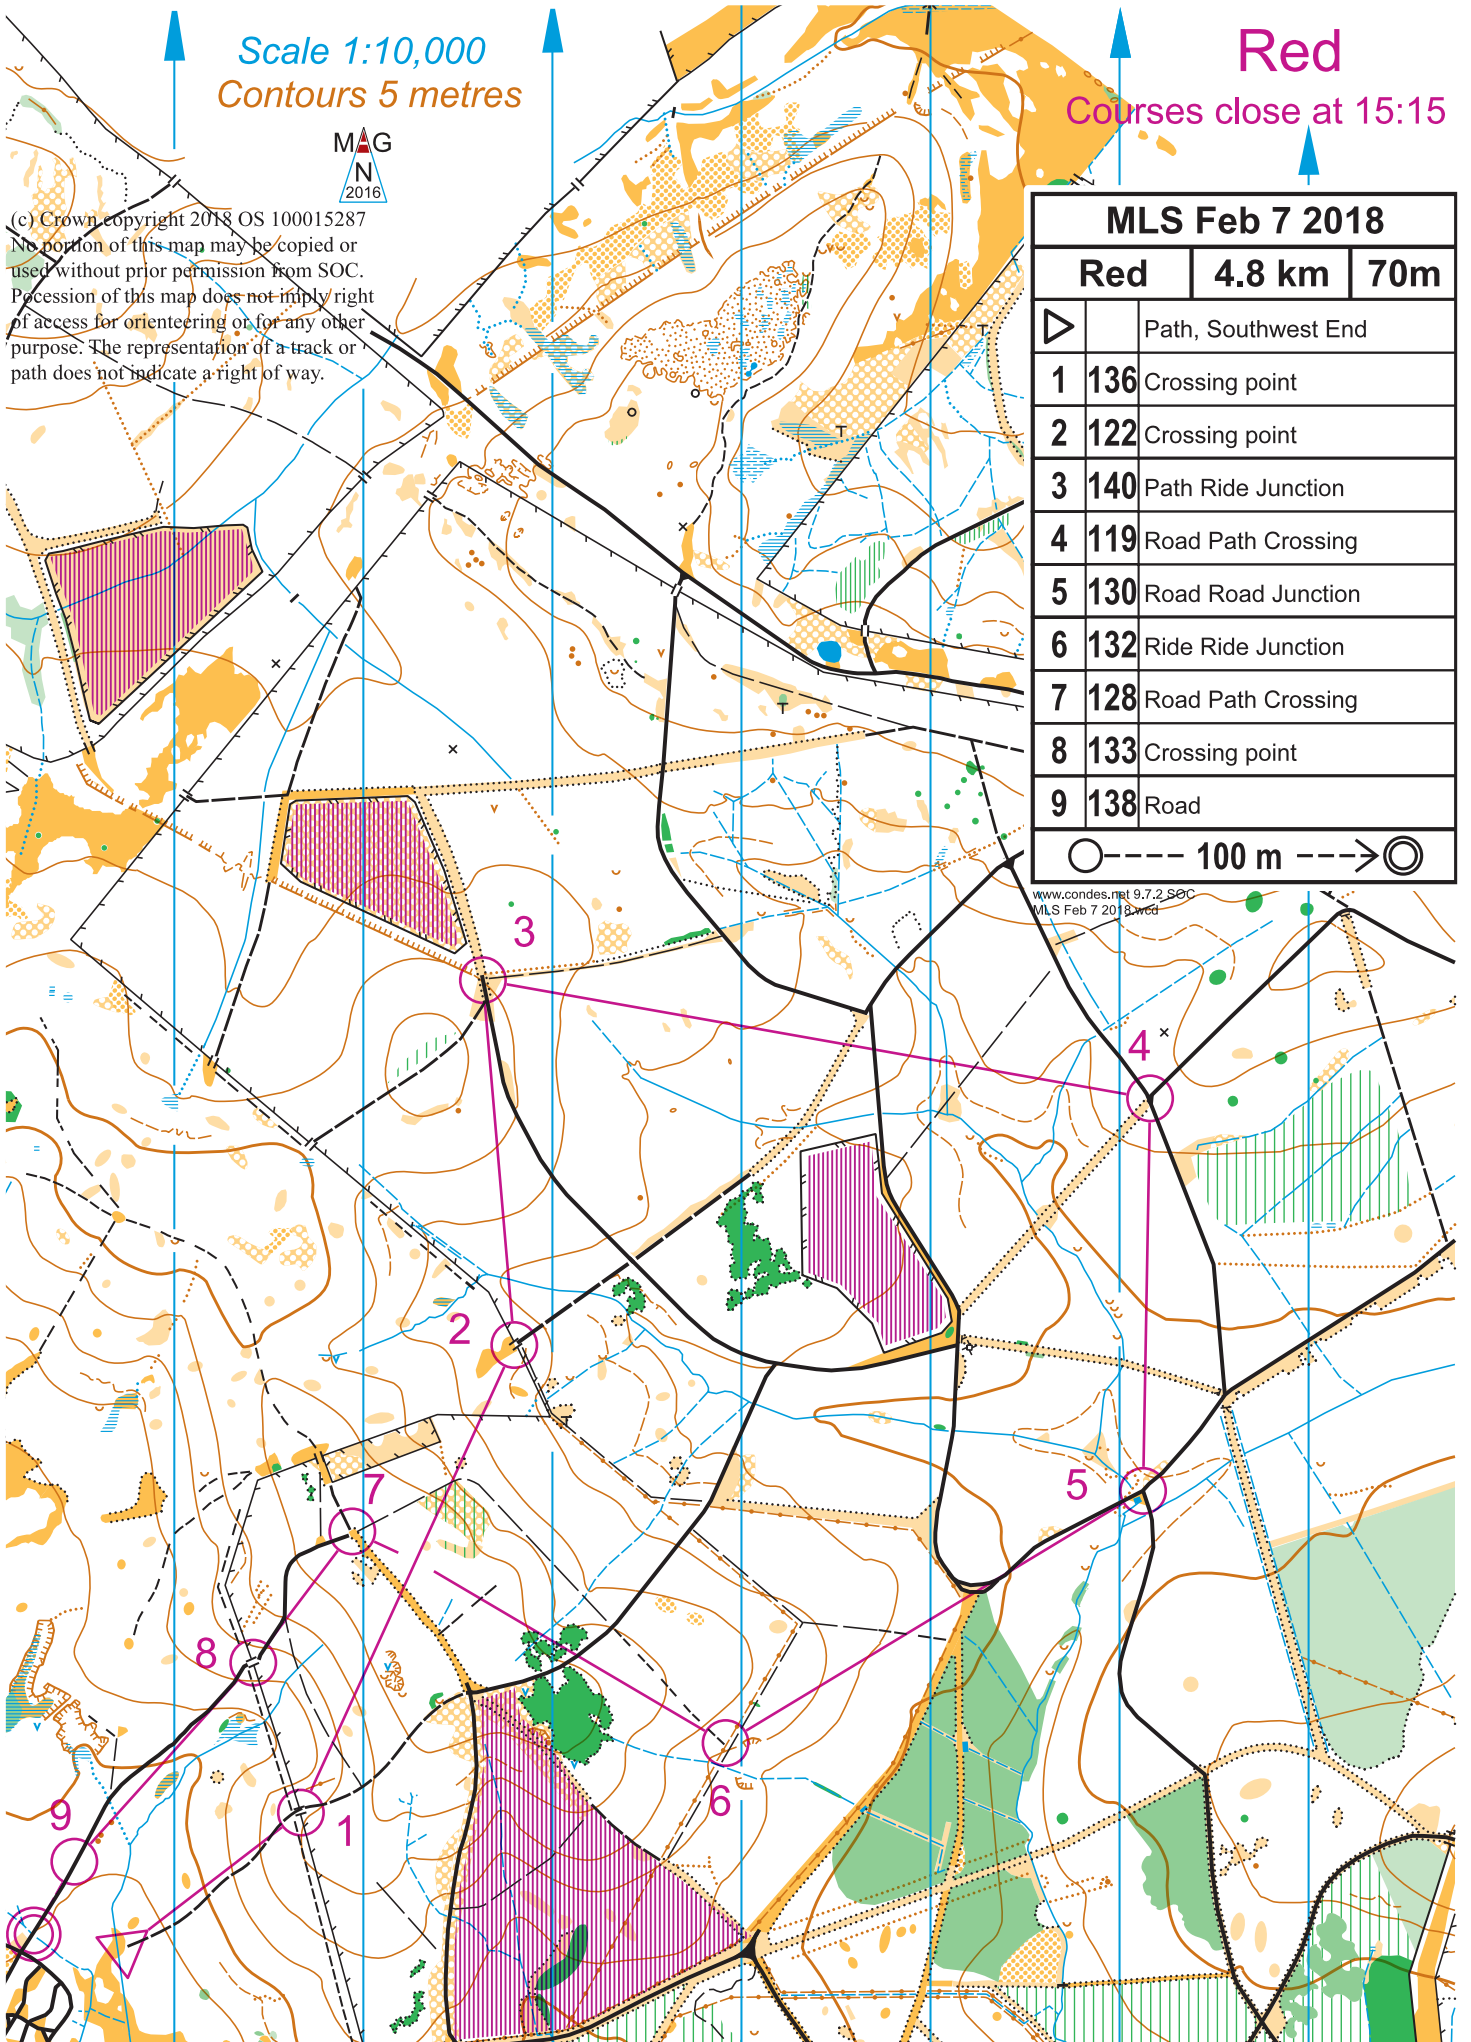 Scale 1:10,000
Contours 5 metres
MAG
N
2016
(c) Crown copyright 2018 OS 100015287
No portion of this map may be copied or
used without prior permission from SOC.
Pocession of this map does not imply right
of access for orienteering or for any other
purpose. The representation of a track or
path does not indicate a right of way.
Red
Courses close at 15:15
MLS Feb 7 2018
Red 4.8 km 70m
Path, Southwest End
1 136 Crossing point
2 122 Crossing point
3 140 Path Ride Junction
4 119 Road Path Crossing
5 130 Road Road Junction
6 132 Ride Ride Junction
7 128 Road Path Crossing
8 133 Crossing point
9 138 Road
100 m
www.condes.net 9.7.2 SOC
MLS Feb 7 2018.wcd
3
4
2
5
7
8
6
9
1